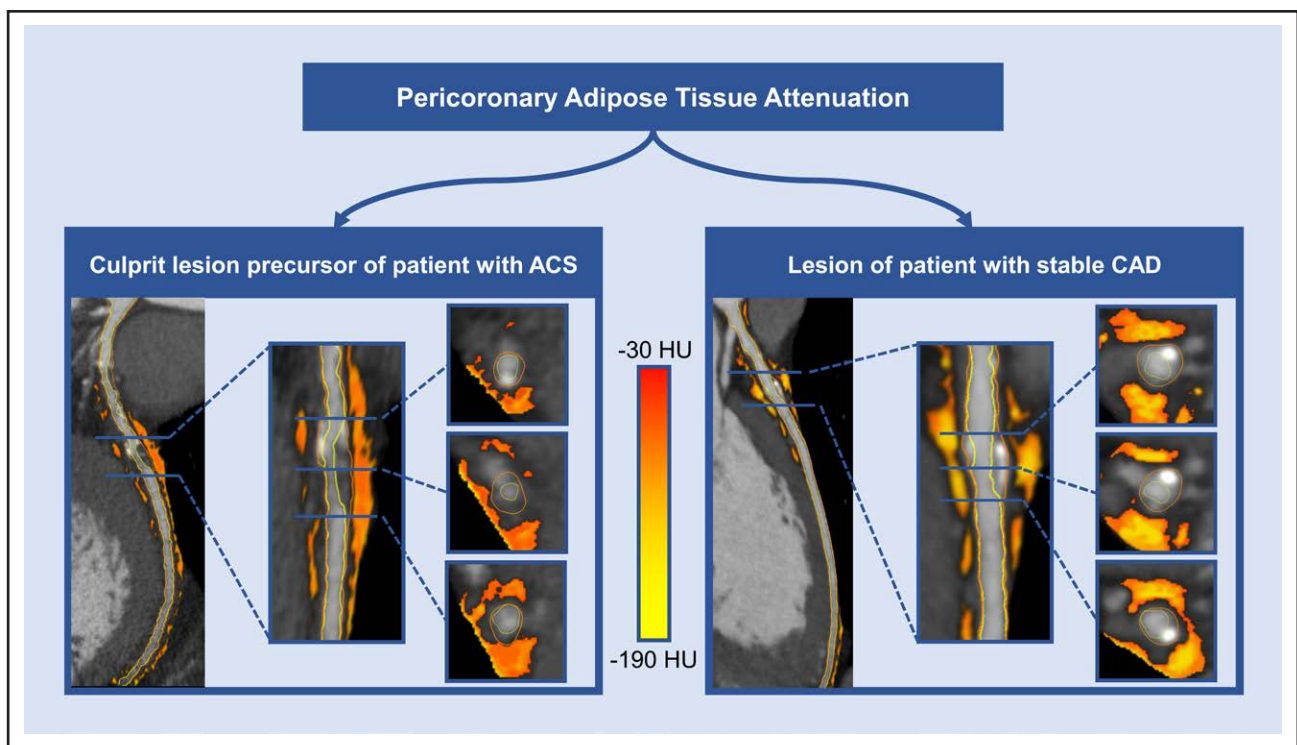 Pericoronary Adipose Tissue Attenuation
Culprit lesion precursor of patient with ACS
Lesion of patient with stable CAD
-30 HU
-190 HU